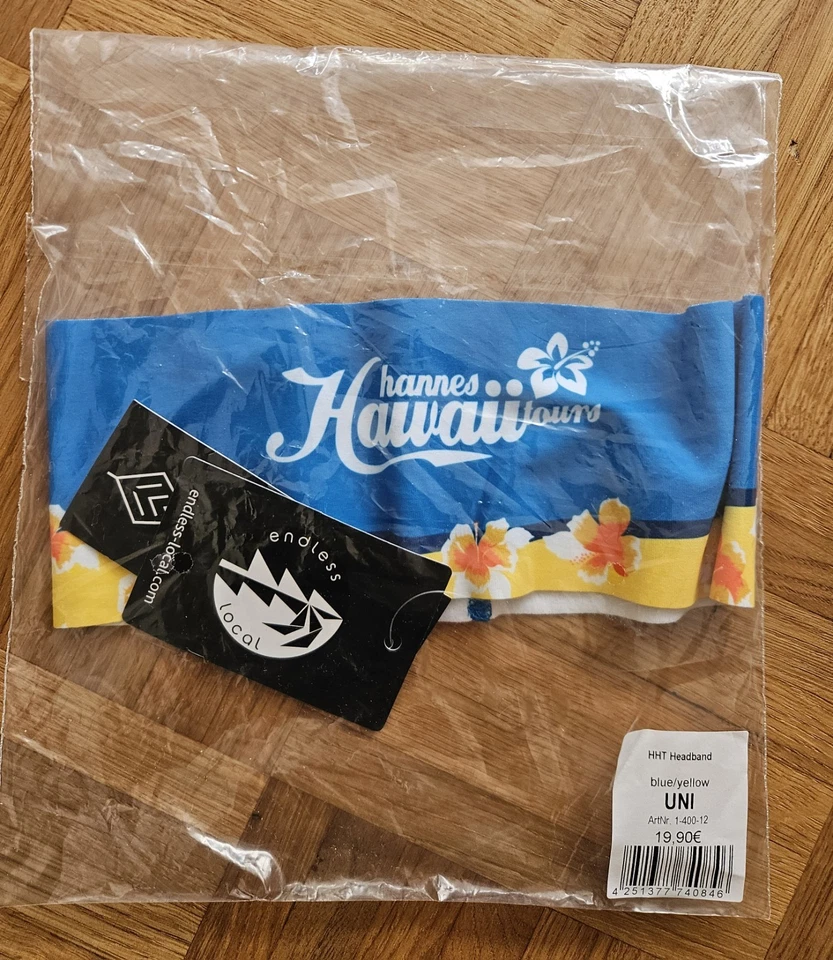 hannes
Hawaii tours
endless-local.com
endless
local
HHT Headband
blue/yellow
UNI
ArtNr. 1-400-12
19,90€
4 251377 740846